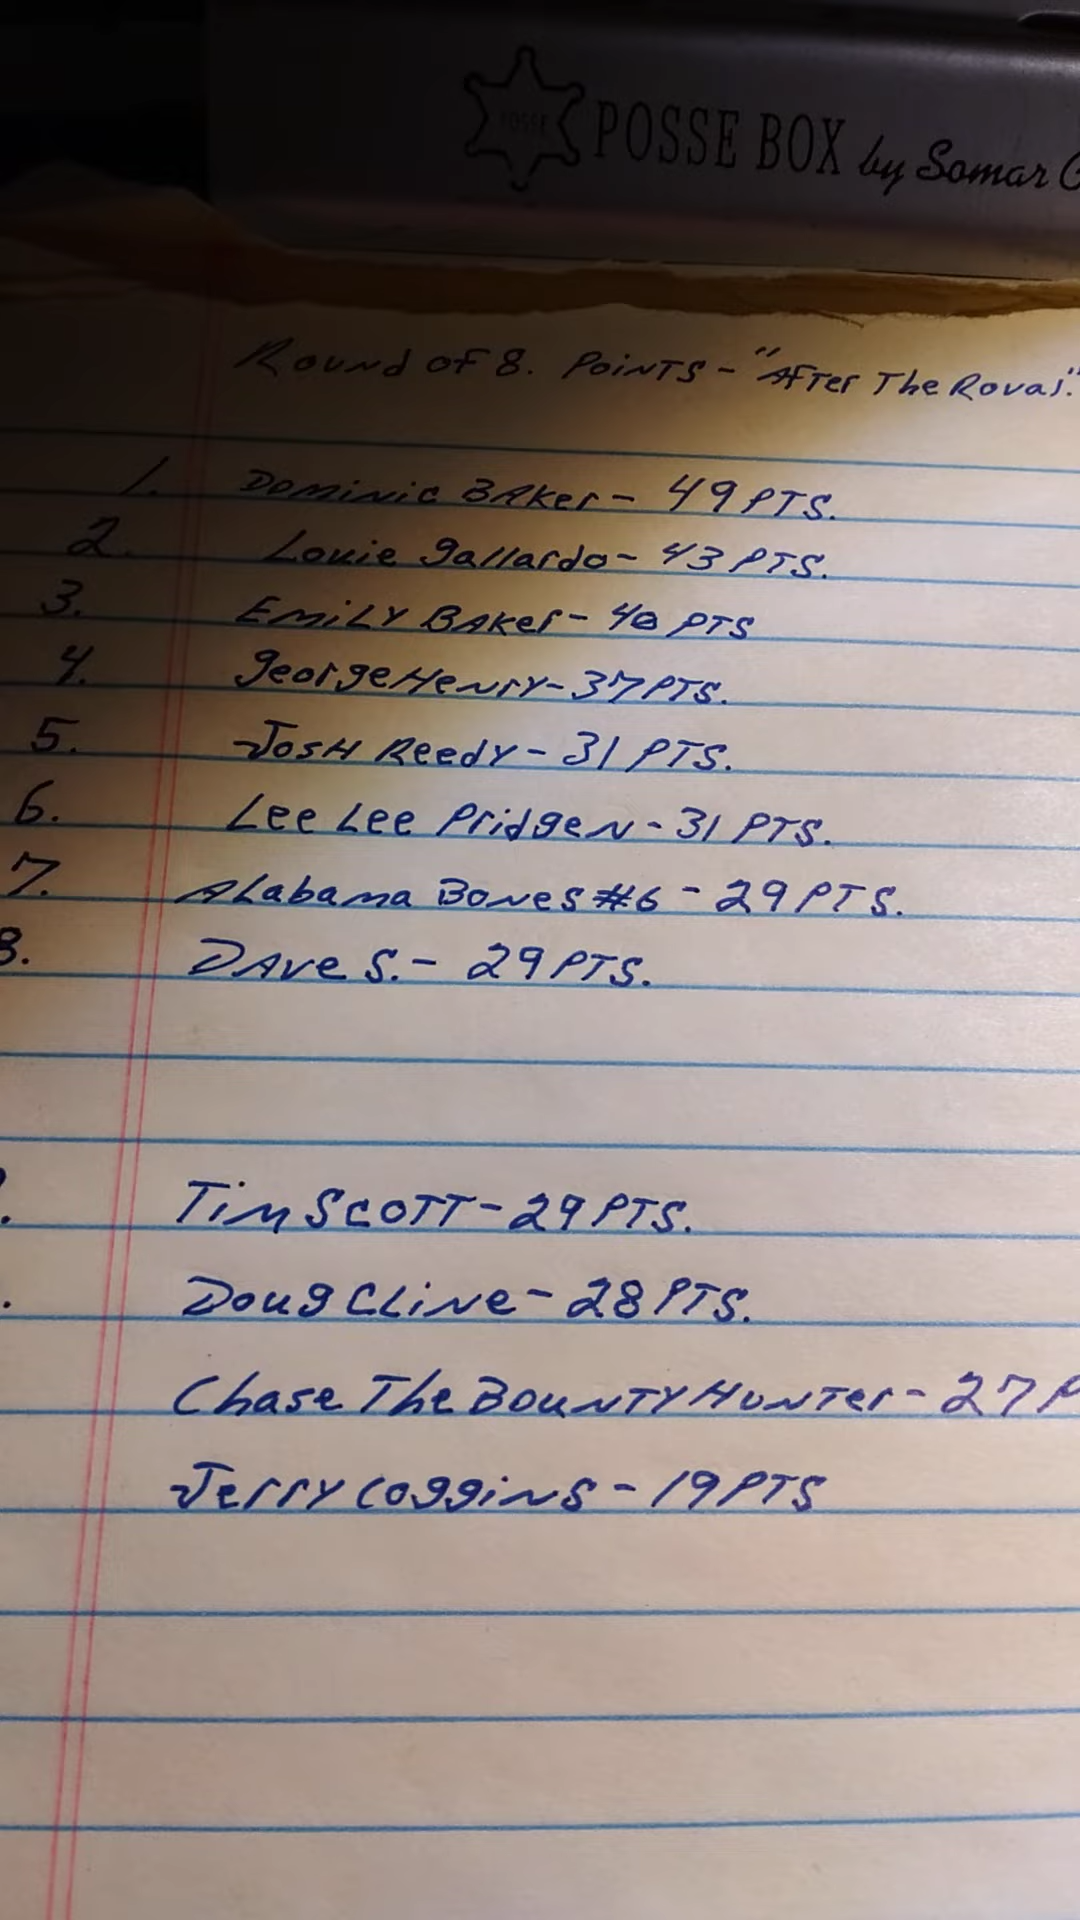 POSSE BOX by Somar
Round of 8. Points - "After The Roval."
1. Dominic Baker - 49 PTS.
2. Louie gallardo - 43 PTS.
3. Emily Baker - 40 PTS
4. george Henry - 37 PTS.
5. Josh Reedy - 31 PTS.
6. Lee Lee Pridgen - 31 PTS.
7. Alabama Bones #6 - 29 PTS.
8. Dave S. - 29 PTS.
Tim Scott - 29 PTS.
Doug Cline - 28 PTS.
Chase The Bounty Hunter - 27 P
Jerry Coggins - 19 PTS